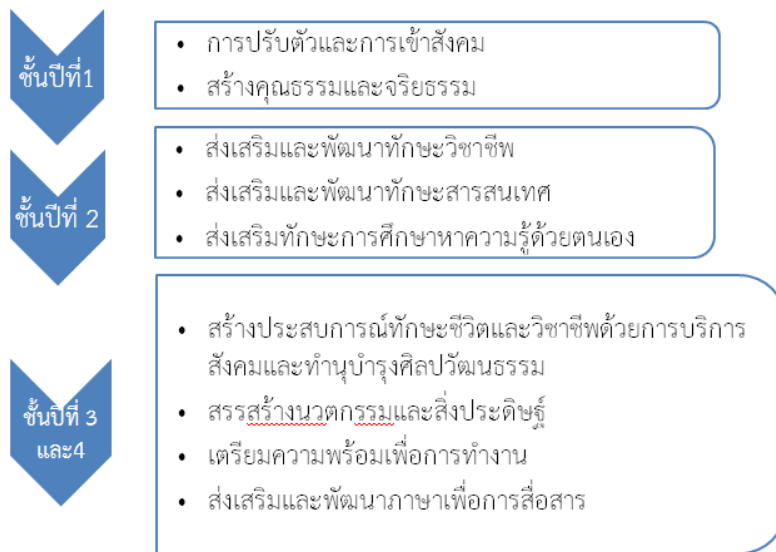 ชั้นปีที่1
• การปรับตัวและการเข้าสังคม
• สร้างคุณธรรมและจริยธรรม
ชั้นปีที่ 2
• ส่งเสริมและพัฒนาทักษะวิชาชีพ
• ส่งเสริมและพัฒนาทักษะสารสนเทศ
• ส่งเสริมทักษะการศึกษาหาความรู้ด้วยตนเอง
ชั้นปีที่ 3
และ4
• สร้างประสบการณ์ทักษะชีวิตและวิชาชีพด้วยการบริการ
สังคมและทำนุบำรุงศิลปวัฒนธรรม
• สรรสร้างนวตกรรมและสิ่งประดิษฐ์
• เตรียมความพร้อมเพื่อการทำงาน
• ส่งเสริมและพัฒนาภาษาเพื่อการสื่อสาร